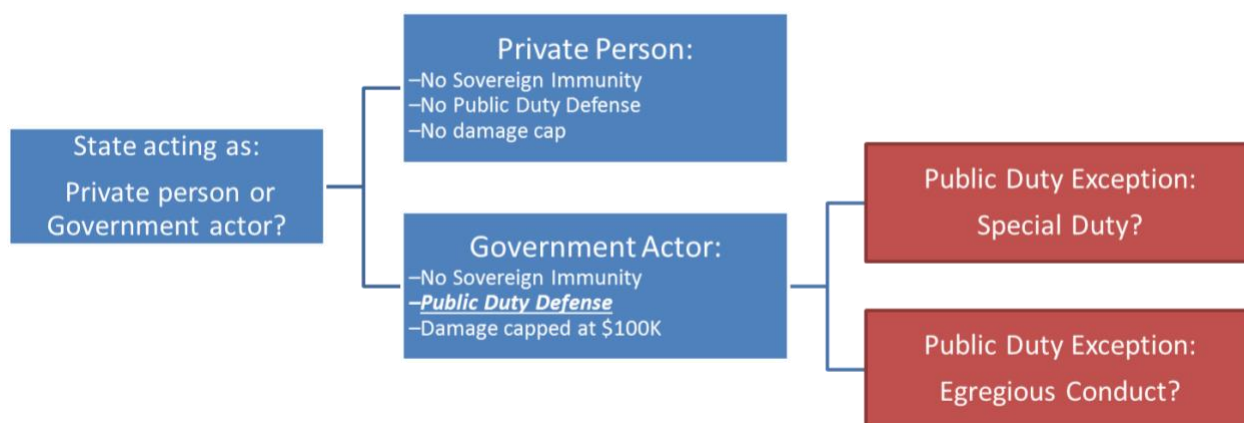 State acting as:
Private person or
Government actor?
Private Person:
–No Sovereign Immunity
–No Public Duty Defense
–No damage cap
Government Actor:
–No Sovereign Immunity
–Public Duty Defense
–Damage capped at $100K
Public Duty Exception:
Special Duty?
Public Duty Exception:
Egregious Conduct?